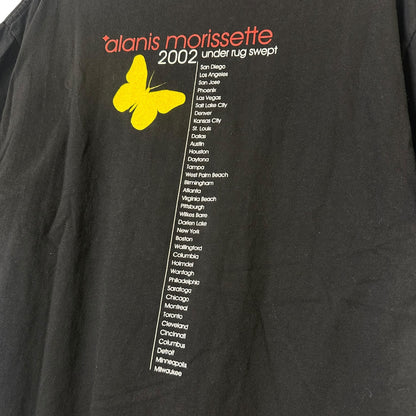 alanis morissette
2002 under rug swept
San Diego
Los Angeles
San Jose
Phoenix
Las Vegas
Salt Lake City
Denver
Kansas City
St. Louis
Dallas
Austin
Houston
Daytona
Tampa
West Palm Beach
Birmingham
Atlanta
Virginia Beach
Pittsburgh
Wilkes Barre
Darien Lake
New York
Boston
Wallingford
Columbia
Holmdel
Wantagh
Philadelphia
Saratoga
Chicago
Montreal
Toronto
Cleveland
Cincinnati
Columbus
Detroit
Minneapolis
Milwaukee